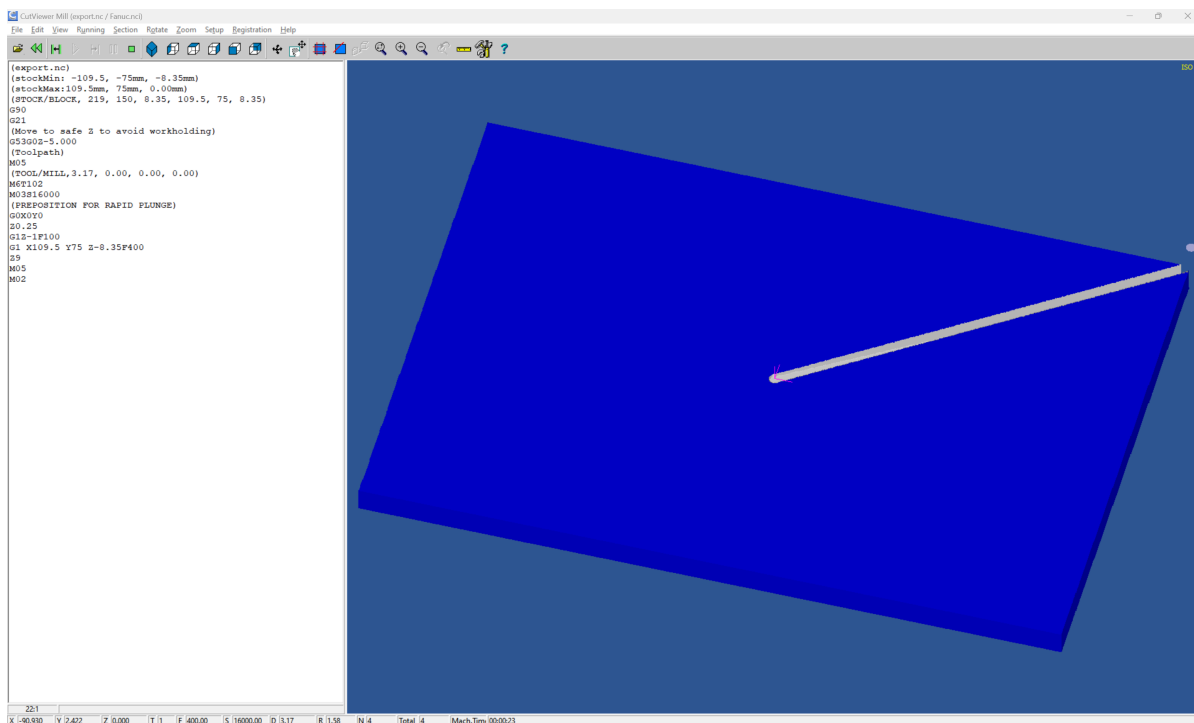 CutViewer Mill (export.nc / Fanuc.nci)
File Edit View Running Section Rotate Zoom Setup Registration Help
(export.nc)
(stockMin: -109.5, -75mm, -8.35mm)
(stockMax:109.5mm, 75mm, 0.00mm)
(STOCK/BLOCK, 219, 150, 8.35, 109.5, 75, 8.35)
G90
G21
(Move to safe Z to avoid workholding)
G53G0Z-5.000
(Toolpath)
M05
(TOOL/MILL,3.17, 0.00, 0.00, 0.00)
M6T102
M03S16000
(PREPOSITION FOR RAPID PLUNGE)
G0X0Y0
Z0.25
G1Z-1F100
G1 X109.5 Y75 Z-8.35F400
Z9
M05
M02
ISO
22:1
X -90.930 Y 2.422 Z 0.000 T 1 F 400.00 S 16000.00 D 3.17 R 1.58 N 4 Total 4 Mach.Time 00:00:23